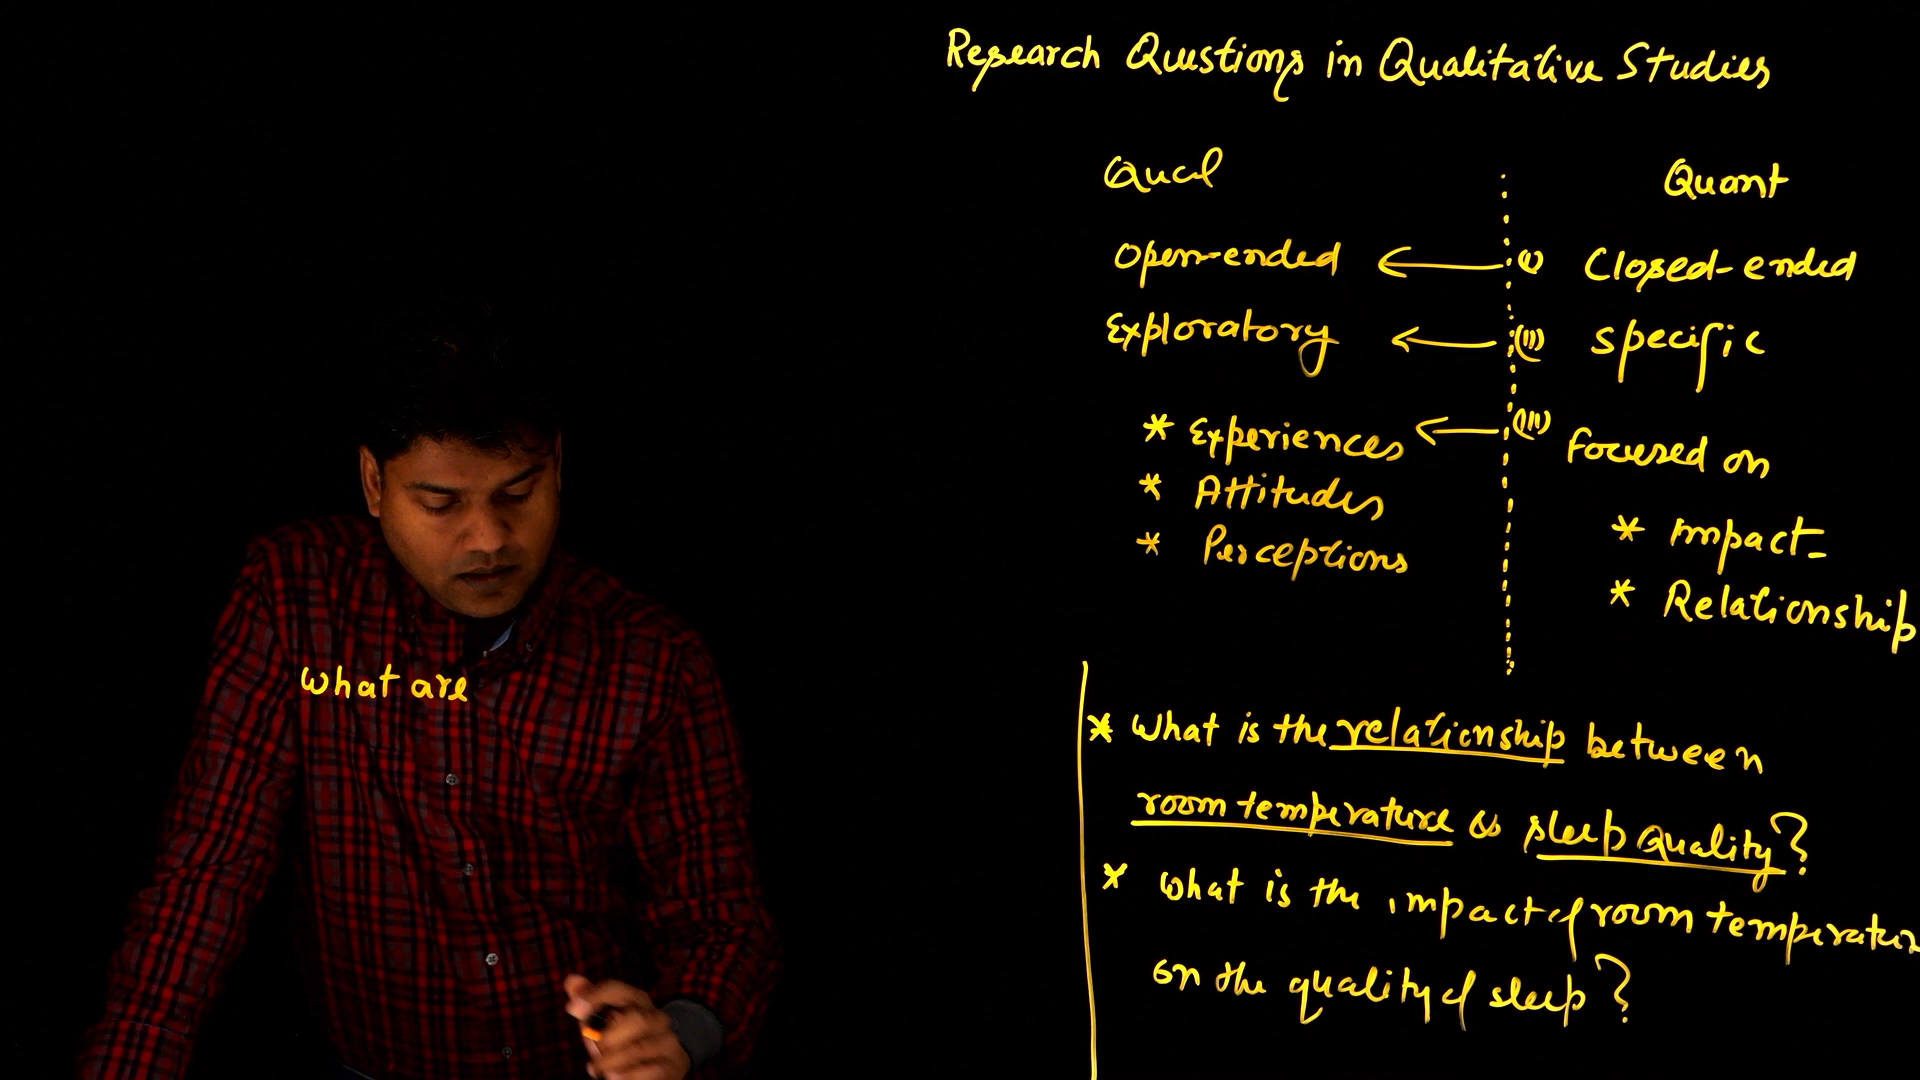 Research Questions in Qualitative Studies
Qual
Quant
Open-ended
(i) Closed-ended
Exploratory
(ii) Specific
* Experiences
(iii) Focused on
* Attitudes
* Perceptions
* Impact
* Relationship
What are
* What is the relationship between
room temperature & sleep quality?
* What is the impact of room temperature
on the quality of sleep?